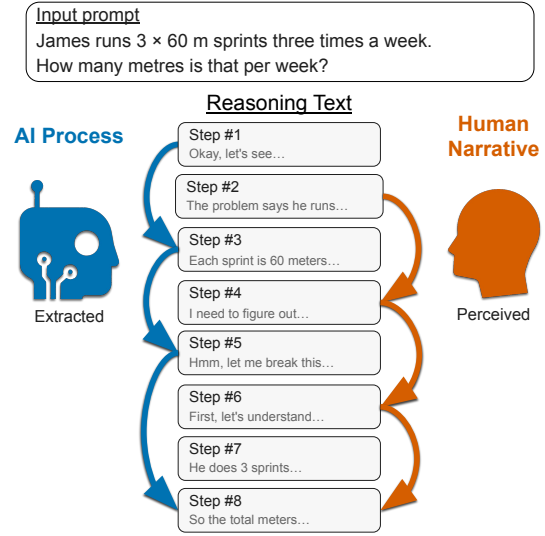 Input prompt
James runs 3 × 60 m sprints three times a week.
How many metres is that per week?
Reasoning Text
AI Process
Human
Narrative
Step #1
Okay, let's see…
Step #2
The problem says he runs…
Step #3
Each sprint is 60 meters…
Extracted
Perceived
Step #4
I need to figure out…
Step #5
Hmm, let me break this…
Step #6
First, let's understand…
Step #7
He does 3 sprints…
Step #8
So the total meters…